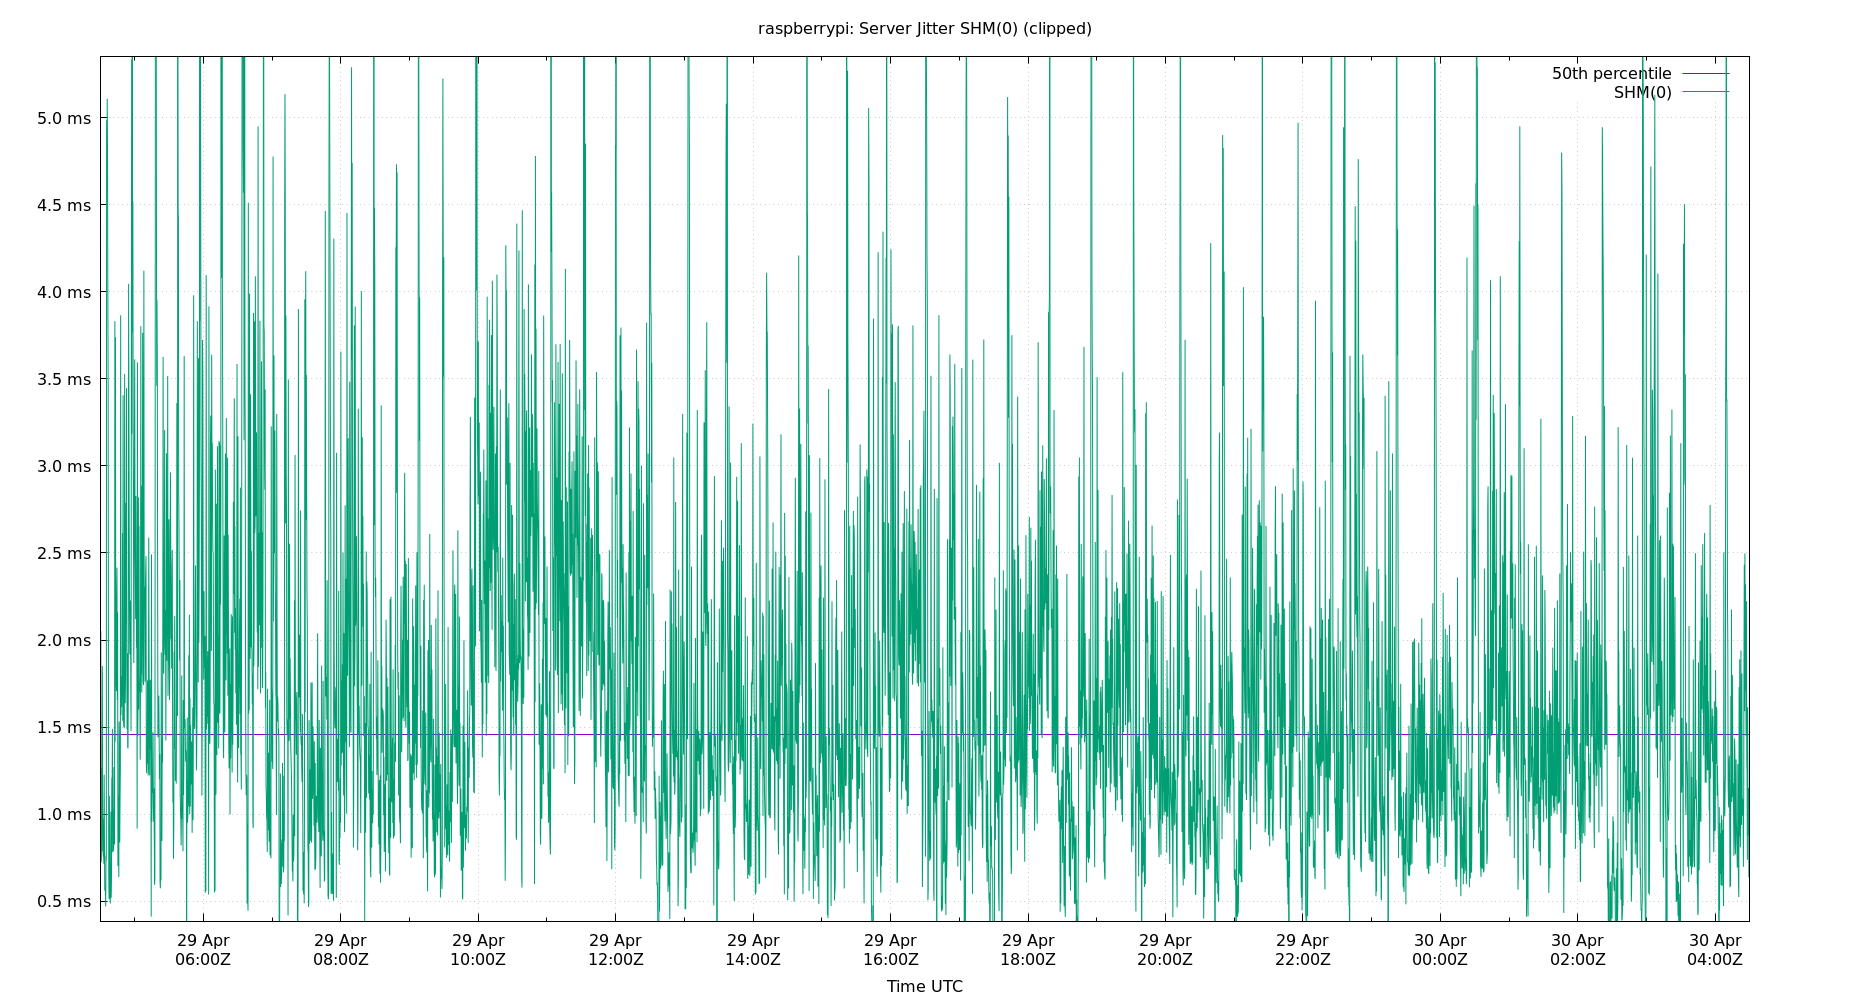 raspberrypi: Server Jitter SHM(0) (clipped)
50th percentile
SHM(0)
5.0 ms
4.5 ms
4.0 ms
3.5 ms
3.0 ms
2.5 ms
2.0 ms
1.5 ms
1.0 ms
0.5 ms
29 Apr 29 Apr 29 Apr 29 Apr 29 Apr 29 Apr 29 Apr 29 Apr 29 Apr 30 Apr 30 Apr 30 Apr
06:00Z 08:00Z 10:00Z 12:00Z 14:00Z 16:00Z 18:00Z 20:00Z 22:00Z 00:00Z 02:00Z 04:00Z
Time UTC